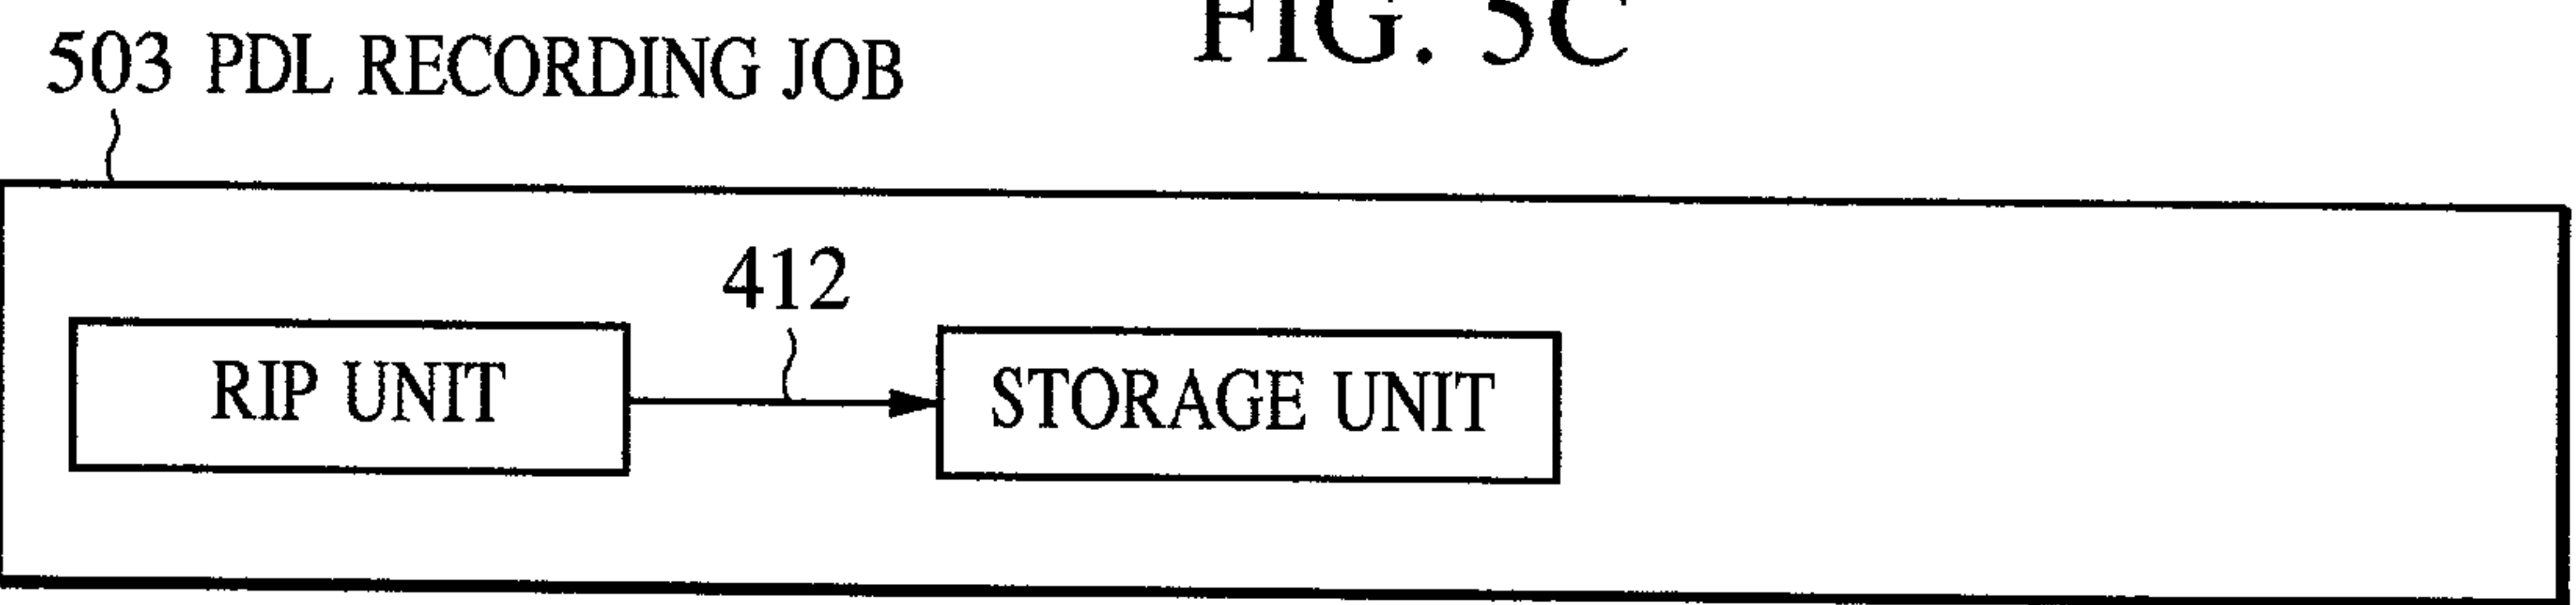 FIG. 5C
503 PDL RECORDING JOB
412
RIP UNIT
STORAGE UNIT